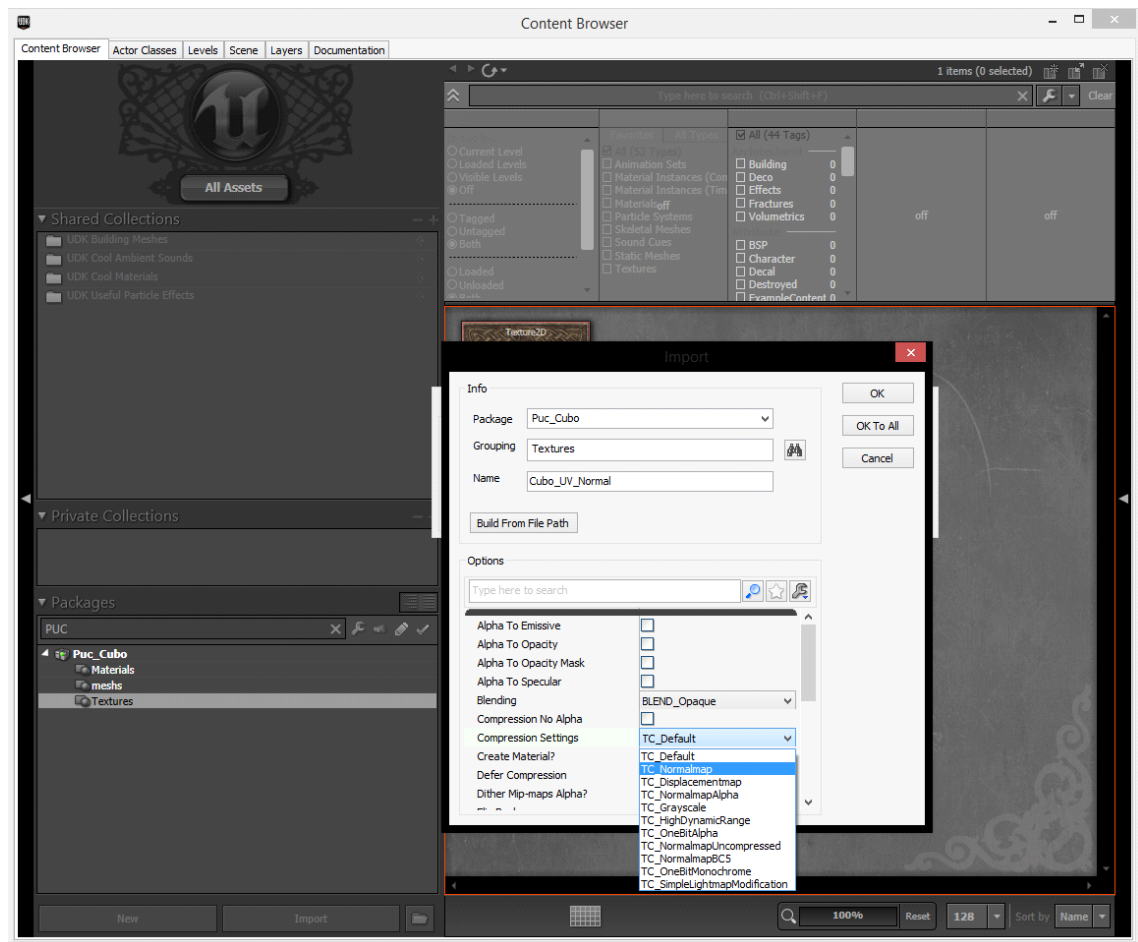 Content Browser
Content Browser Actor Classes Levels Scene Layers Documentation
1 items (0 selected)
Type here to search (Ctrl+Shift+F)
Clear
All Assets
Shared Collections
UDK Building Meshes
UDK Cool Ambient Sounds
UDK Cool Materials
UDK Useful Particle Effects
Current Level
Loaded Levels
Visible Levels
Off
Tagged
Untagged
Both
Loaded
Unloaded
Both
Favorites All Types
All (53 Types)
Animation Sets
Material Instances (Con
Material Instances (Tim
Materials
off
Particle Systems
Skeletal Meshes
Sound Cues
Static Meshes
Textures
All (44 Tags)
Building 0
Deco 0
Effects 0
Fractures 0
Volumetrics 0
BSP 0
Character 0
Decal 0
Destroyed 0
ExampleContent 0
off
off
Texture2D
Import
Info
Package Puc_Cubo
Grouping Textures
Name Cubo_UV_Normal
Build From File Path
OK
OK To All
Cancel
Options
Type here to search
Alpha To Emissive
Alpha To Opacity
Alpha To Opacity Mask
Alpha To Specular
Blending BLEND_Opaque
Compression No Alpha
Compression Settings TC_Default
Create Material?
Defer Compression
Dither Mip-maps Alpha?
TC_Default
TC_Normalmap
TC_Displacementmap
TC_NormalmapAlpha
TC_Grayscale
TC_HighDynamicRange
TC_OneBitAlpha
TC_NormalmapUncompressed
TC_NormalmapBC5
TC_OneBitMonochrome
TC_SimpleLightmapModification
Private Collections
Packages
PUC
Puc_Cubo
Materials
meshs
Textures
New Import
100% Reset 128 Sort by Name